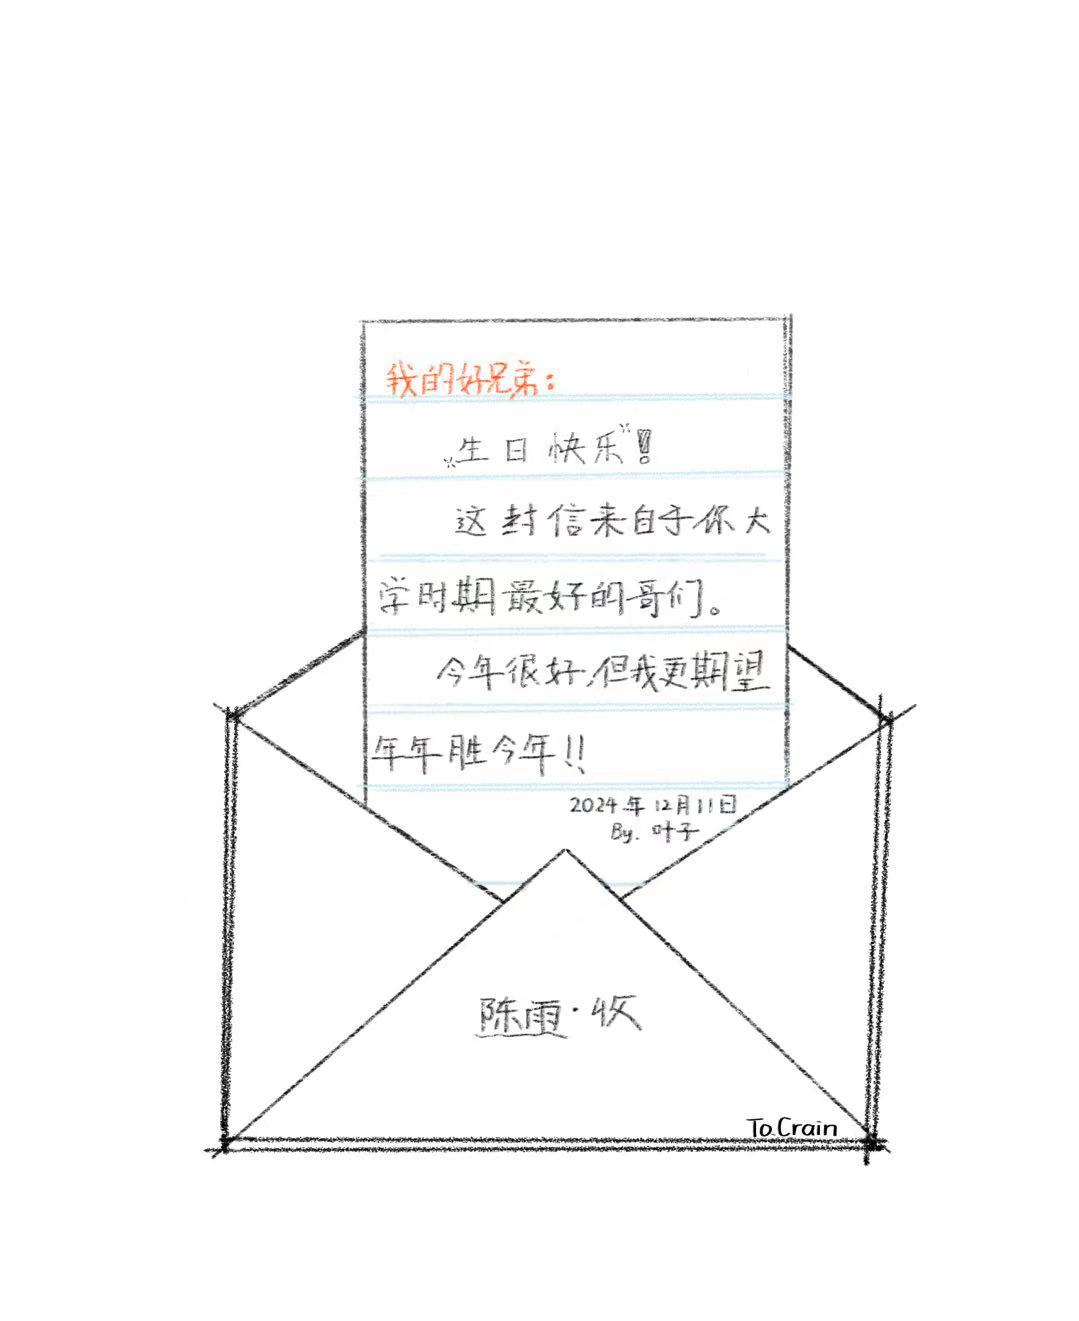 我的好兄弟：
生日快乐！
这封信来自于你大
学时期最好的哥们。
今年很好，但我更期望
年年胜今年！！
2024年12月11日
By. 叶子
陈雨·收
To Crain